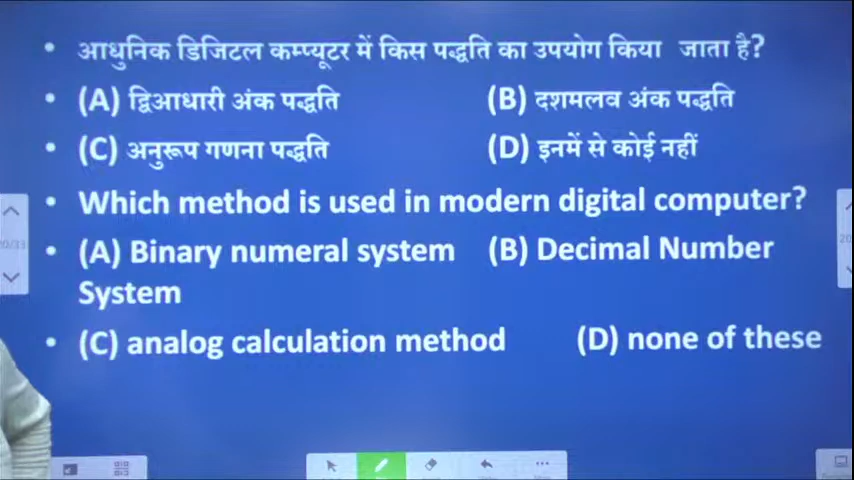 • आधुनिक डिजिटल कम्प्यूटर में किस पद्धति का उपयोग किया जाता है?
• (A) द्विआधारी अंक पद्धति (B) दशमलव अंक पद्धति
• (C) अनुरूप गणना पद्धति (D) इनमें से कोई नहीं
• Which method is used in modern digital computer?
• (A) Binary numeral system (B) Decimal Number
System
• (C) analog calculation method (D) none of these